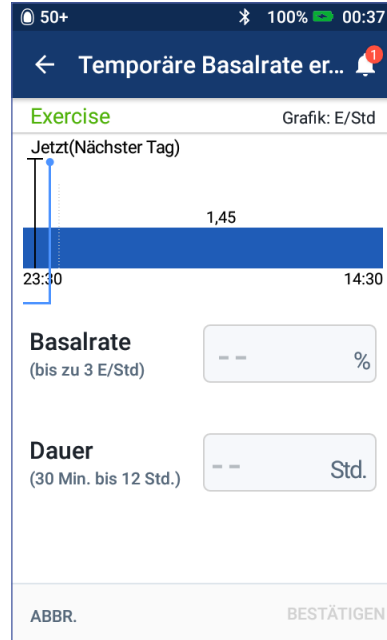 50+ 100% 00:37
Temporäre Basalrate er... 1
Exercise Grafik: E/Std
Jetzt(Nächster Tag)
1,45
23:30 14:30
Basalrate
(bis zu 3 E/Std)
-- %
Dauer
(30 Min. bis 12 Std.)
-- Std.
ABBR. BESTÄTIGEN